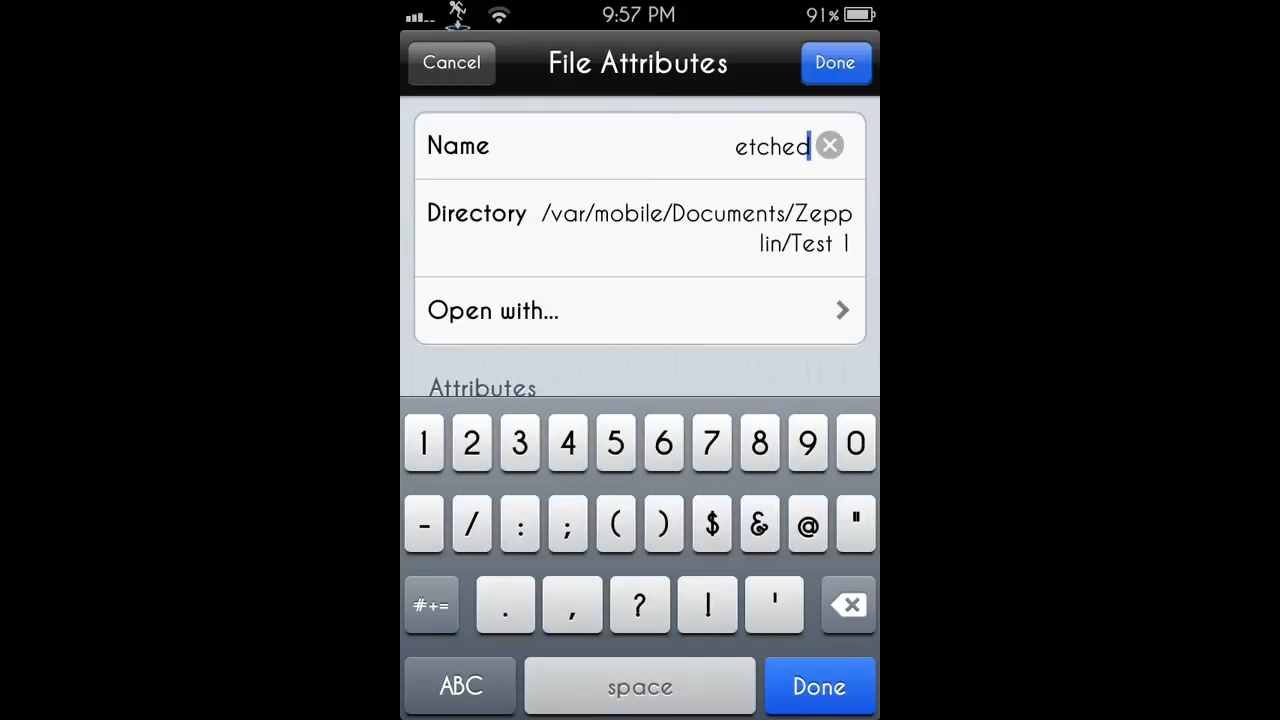 9:57 PM 91%
Cancel File Attributes Done
Name etched
Directory /var/mobile/Documents/Zepp
lin/Test 1
Open with...
Attributes
1 2 3 4 5 6 7 8 9 0
- / : ; ( ) $ & @ "
#+= . , ? ! '
ABC space Done